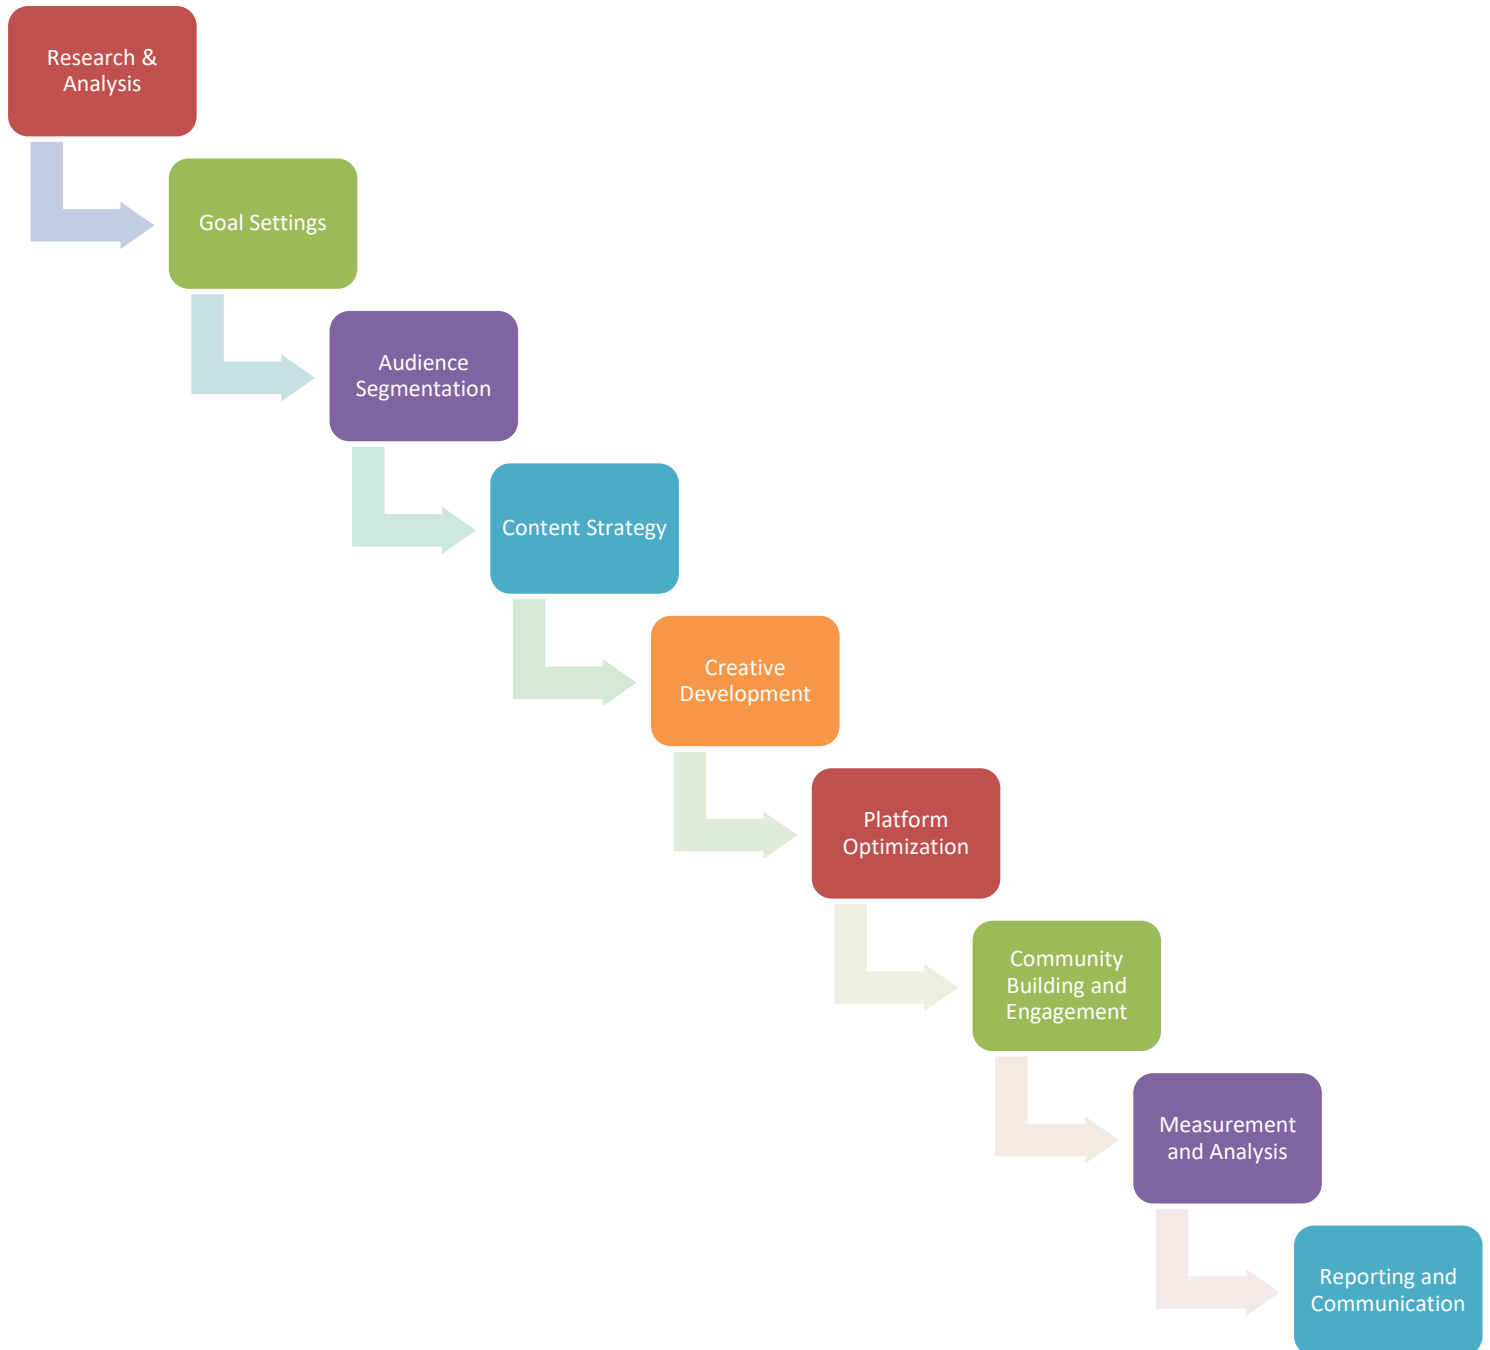 Research &
Analysis
Goal Settings
Audience
Segmentation
Content Strategy
Creative
Development
Platform
Optimization
Community
Building and
Engagement
Measurement
and Analysis
Reporting and
Communication